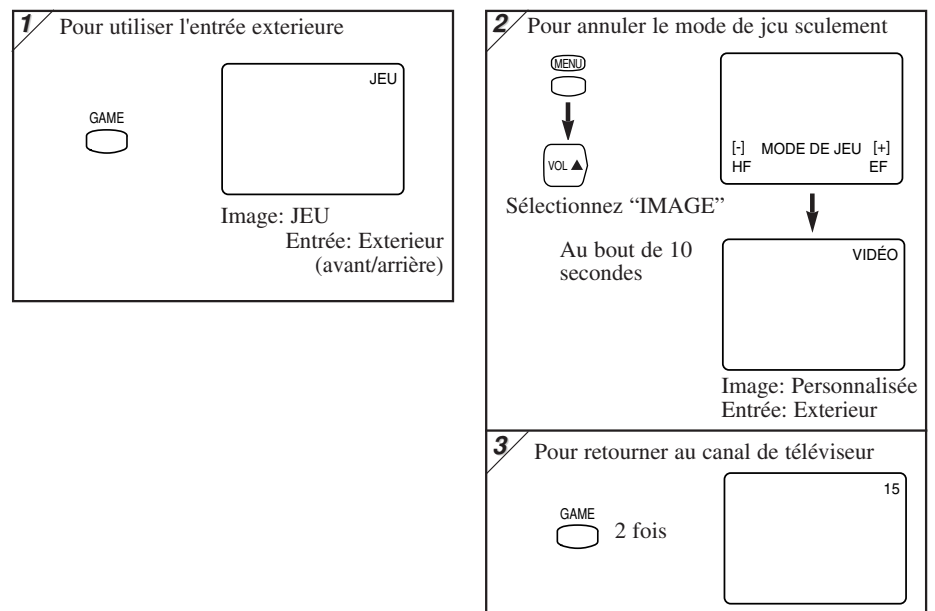 1 Pour utiliser l'entrée exterieure
GAME
JEU
Image: JEU
Entrée: Exterieur
(avant/arrière)
2 Pour annuler le mode de jcu sculement
MENU
VOL ▲
[-] MODE DE JEU [+]
HF EF
Sélectionnez “IMAGE”
Au bout de 10
secondes
VIDÉO
Image: Personnalisée
Entrée: Exterieur
3 Pour retourner au canal de téléviseur
GAME
2 fois
15